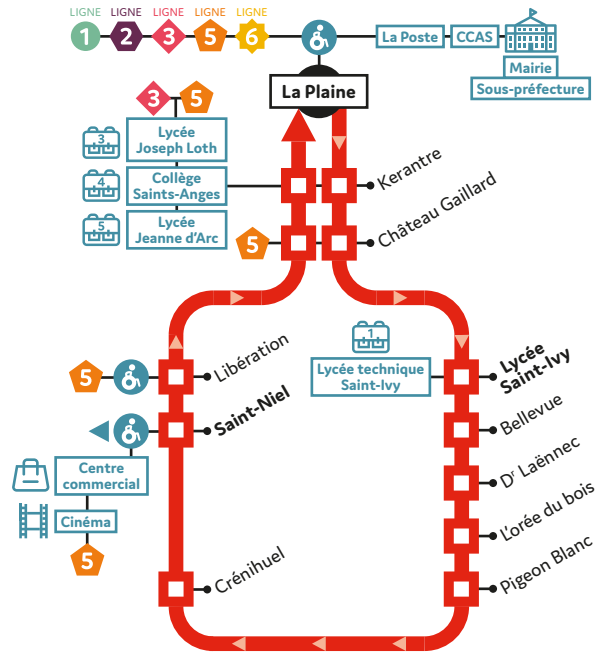 LIGNE LIGNE LIGNE LIGNE LIGNE
1 2 3 5 6
La Poste
CCAS
Mairie
Sous-préfecture
La Plaine
3 5
3
Lycée
Joseph Loth
4
Collège
Saints-Anges
5
Lycée
Jeanne d'Arc
Kerantre
5
Château Gaillard
1
Lycée technique
Saint-Ivy
Lycée
Saint-Ivy
Libération
5
Saint-Niel
Bellevue
Centre
commercial
Dr Laënnec
Cinéma
L'orée du bois
5
Crénihuel
Pigeon Blanc